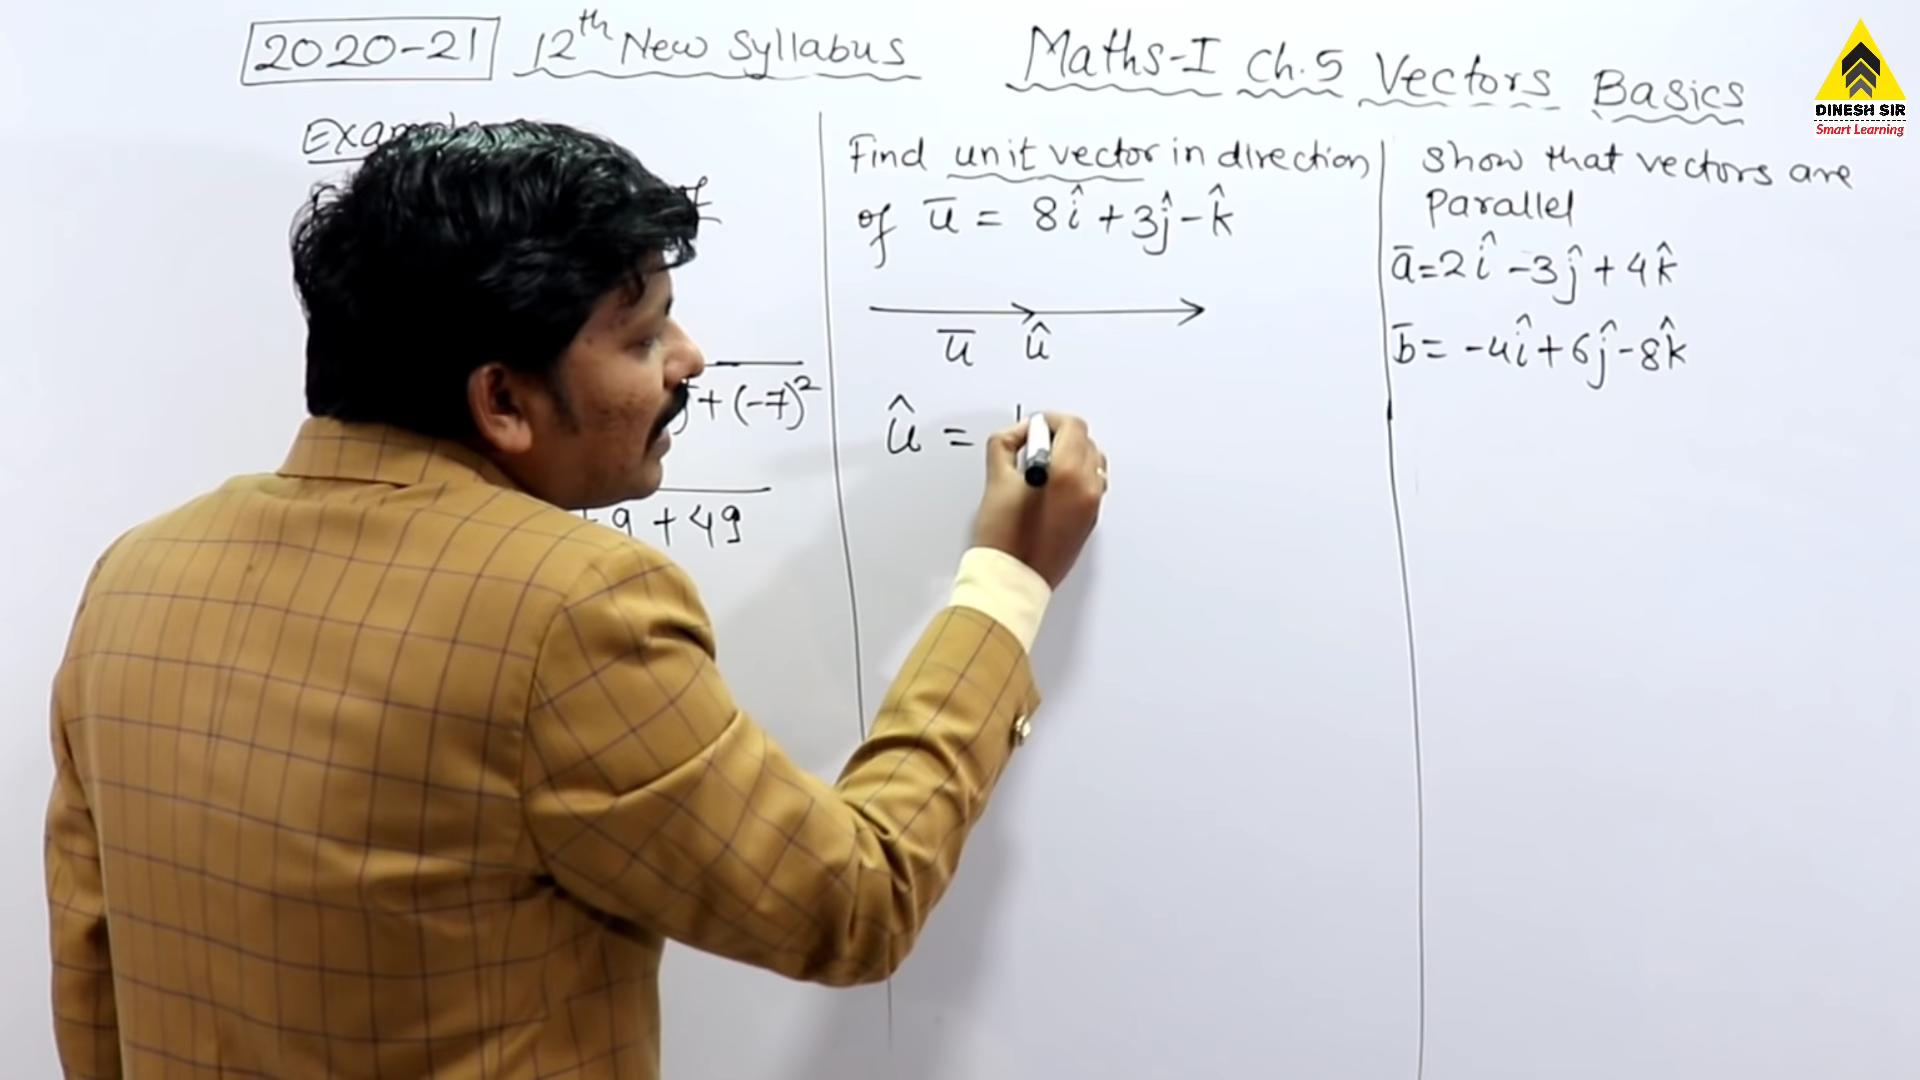 2020-21 12th New Syllabus Maths-I Ch.5 Vectors Basics
+ (-7)²
9 + 49
Find unit vector in direction
of u̅ = 8î + 3ĵ - k̂
u̅ û
û =
Show that vectors are
Parallel
a̅=2î -3ĵ + 4k̂
b̅= -4î+6ĵ-8k̂
DINESH SIR
Smart Learning